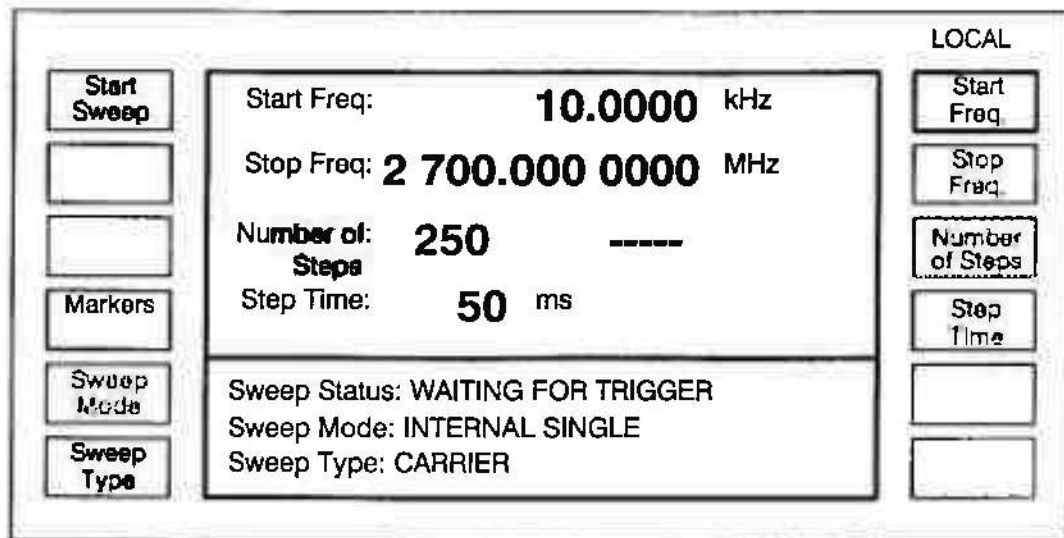 LOCAL
Start
Sweep
Markers
Sweep
Mode
Sweep
Type
Start Freq: 10.0000 kHz
Stop Freq: 2 700.000 0000 MHz
Number of: 250 -----
Steps
Step Time: 50 ms
Sweep Status: WAITING FOR TRIGGER
Sweep Mode: INTERNAL SINGLE
Sweep Type: CARRIER
Start
Freq
Stop
Freq
Number
of Steps
Step
Time